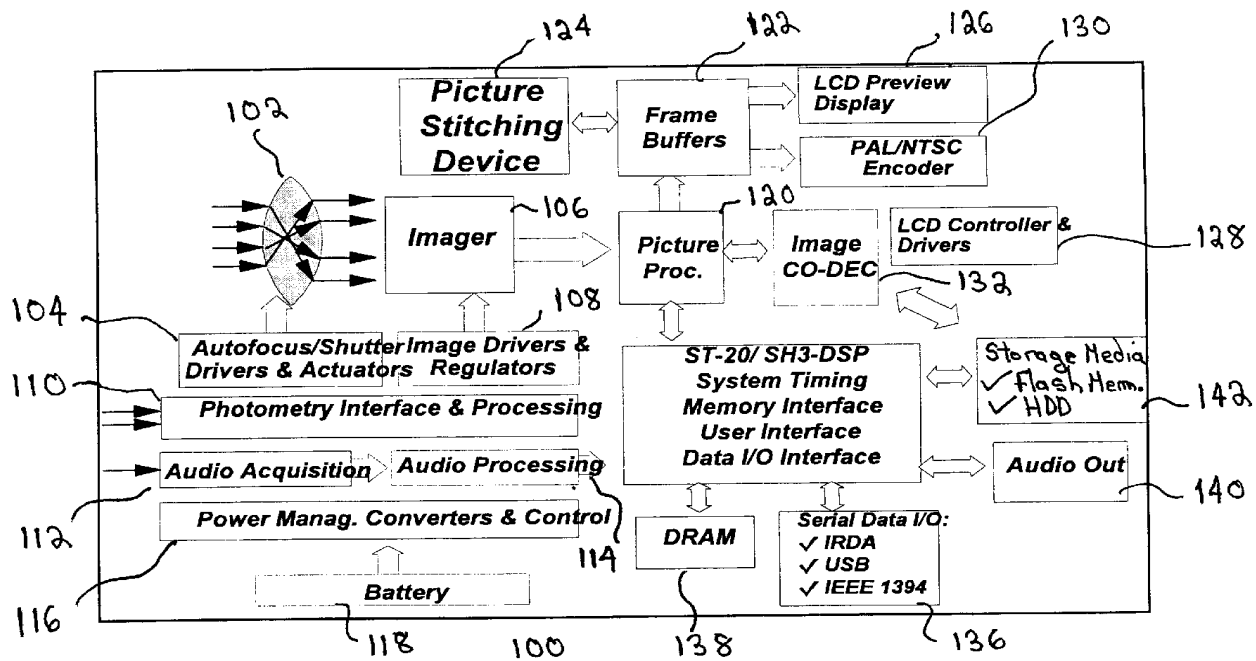 124
122
126
130
Picture
Stitching
Device
Frame
Buffers
LCD Preview
Display
PAL/NTSC
Encoder
102
106
120
Imager
Picture
Proc.
Image
CO-DEC
LCD Controller &
Drivers
128
132
104
108
Autofocus/Shutter
Drivers & Actuators
Image Drivers &
Regulators
110
Photometry Interface & Processing
ST-20/ SH3-DSP
System Timing
Memory Interface
User Interface
Data I/O Interface
Storage Media
✓ Flash Mem.
✓ HDD
142
Audio Acquisition
Audio Processing
Audio Out
140
112
114
Power Manag. Converters & Control
116
Battery
118
100
DRAM
138
Serial Data I/O:
✓ IRDA
✓ USB
✓ IEEE 1394
136